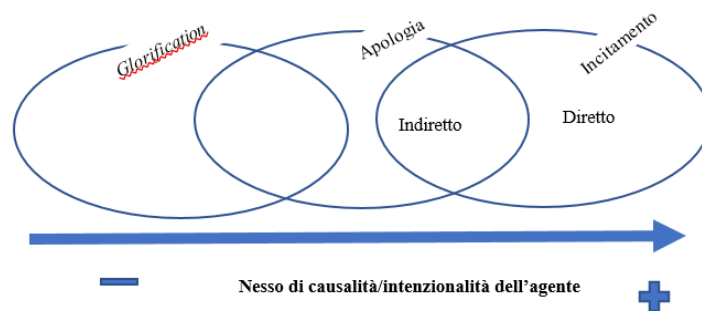 Glorification
Apologia
Incitamento
Indiretto
Diretto
Nesso di causalità/intenzionalità dell'agente